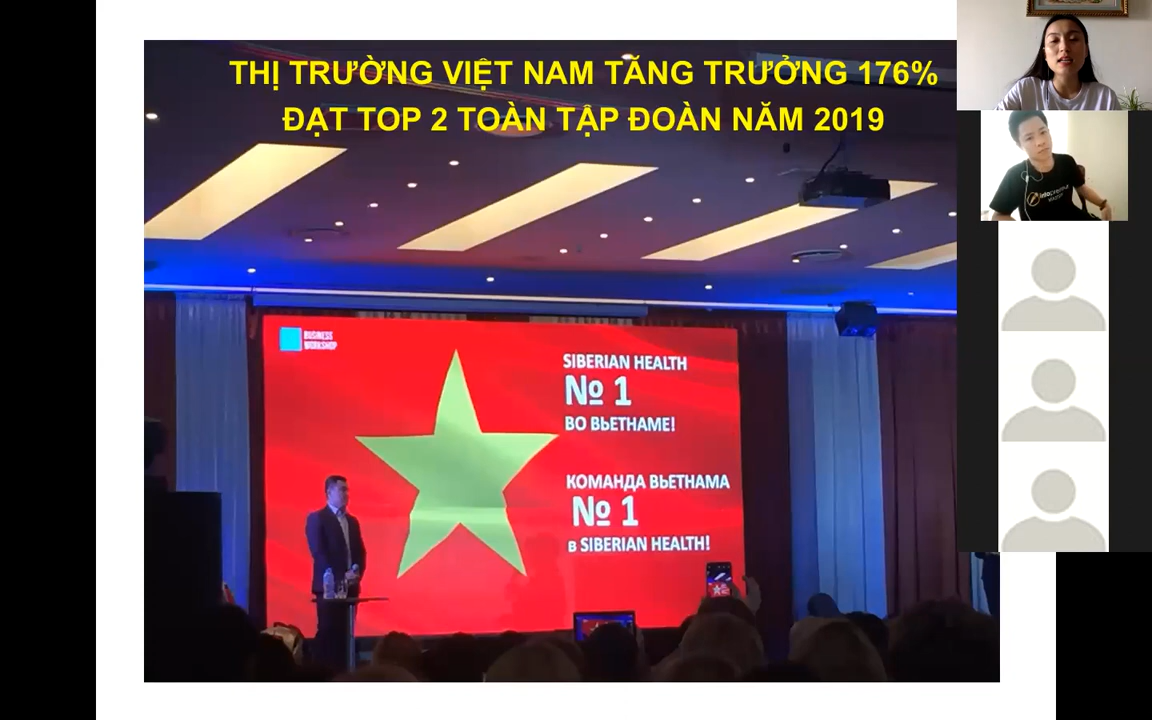 THỊ TRƯỜNG VIỆT NAM TĂNG TRƯỞNG 176%
ĐẠT TOP 2 TOÀN TẬP ĐOÀN NĂM 2019
BUSINESS
WORKSHOP
SIBERIAN HEALTH
№ 1
ВО ВЬЕТНАМЕ!
КОМАНДА ВЬЕТНАМА
№ 1
в SIBERIAN HEALTH!